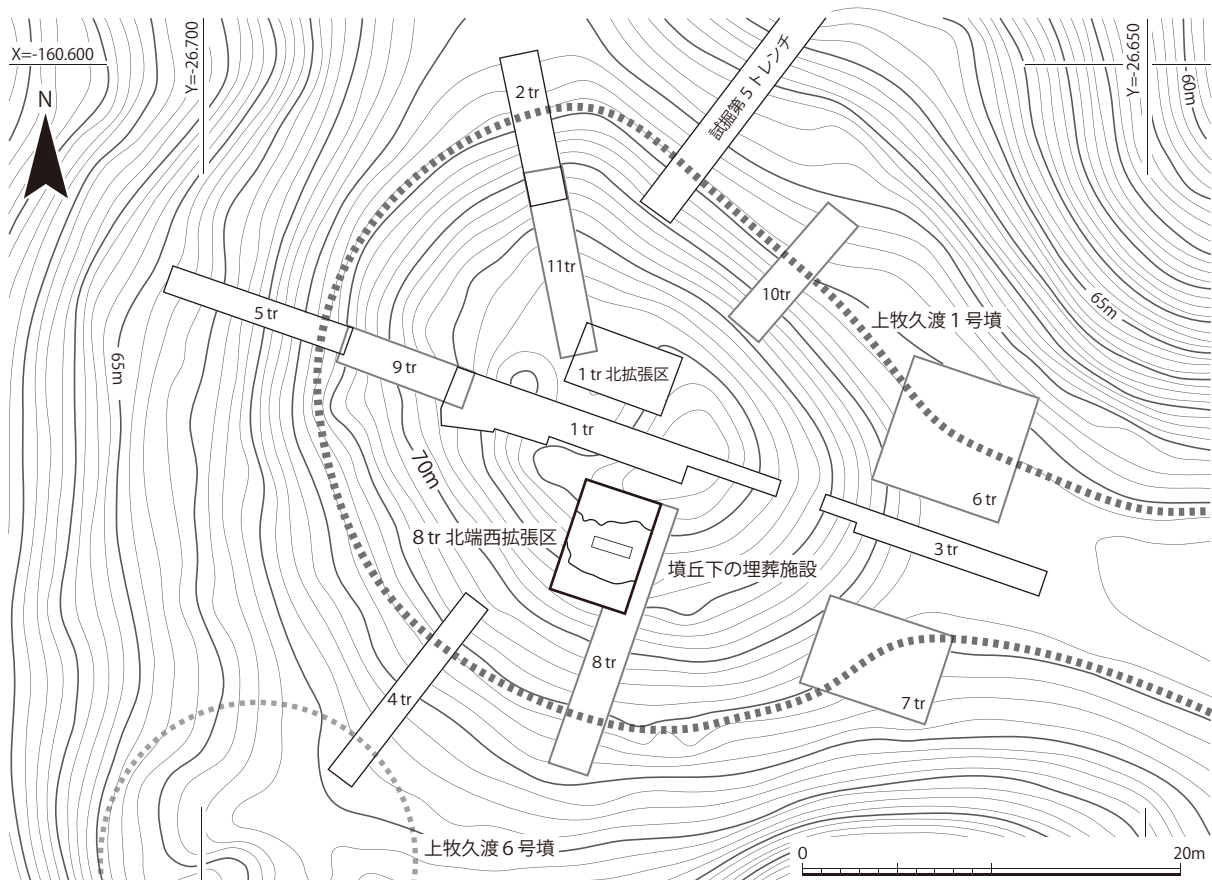 X=-160.600
Y=-26.700
Y=-26.650
60m
N
2 tr
試掘第５トレンチ
11tr
10tr
5 tr
上牧久渡１号墳
65m
65m
9 tr
1 tr 北拡張区
1 tr
70m
6 tr
8 tr 北端西拡張区
3 tr
墳丘下の埋葬施設
8 tr
4 tr
7 tr
上牧久渡６号墳
0
20m